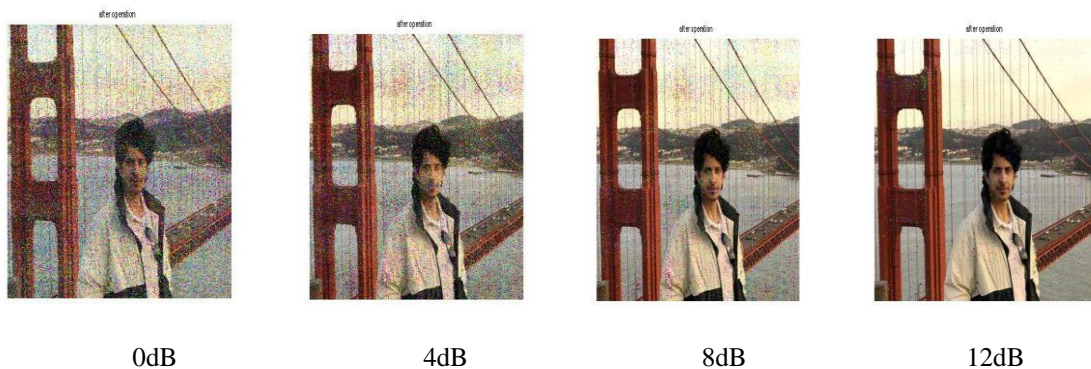 after operation
after operation
after operation
after operation
0dB
4dB
8dB
12dB